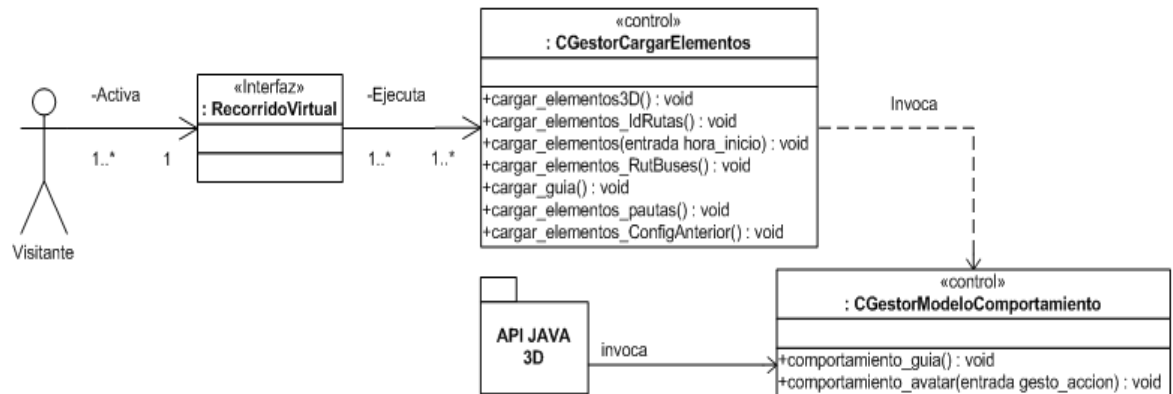 «control»
: CGestorCargarElementos
-Activa
«Interfaz»
: RecorridoVirtual
-Ejecuta
Invoca
+cargar_elementos3D() : void
+cargar_elementos_IdRutas() : void
+cargar_elementos(entrada hora_inicio) : void
+cargar_elementos_RutBuses() : void
+cargar_guia() : void
+cargar_elementos_pautas() : void
+cargar_elementos_ConfigAnterior() : void
1..*
1
1..*
1..*
Visitante
«control»
: CGestorModeloComportamiento
API JAVA
3D
invoca
+comportamiento_guia() : void
+comportamiento_avatar(entrada gesto_accion) : void